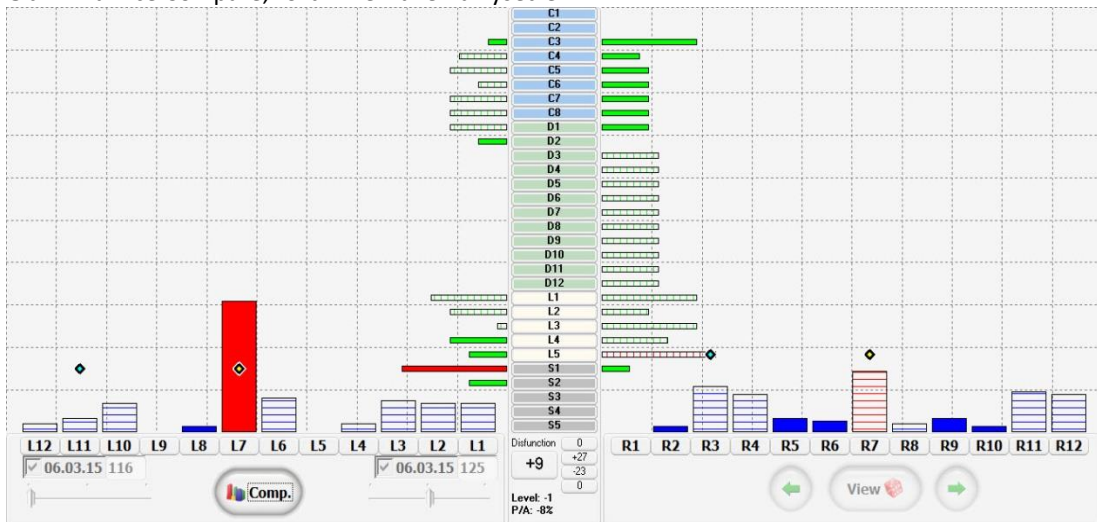 C1
C2
C3
C4
C5
C6
C7
C8
D1
D2
D3
D4
D5
D6
D7
D8
D9
D10
D11
D12
L1
L2
L3
L4
L5
S1
S2
S3
S4
S5
L12 L11 L10 L9 L8 L7 L6 L5 L4 L3 L2 L1
R1 R2 R3 R4 R5 R6 R7 R8 R9 R10 R11 R12
06.03.15 116
06.03.15 125
Comp.
Disfunction 0
+9
+27
-23
0
Level: -1
P/A: -8%
View